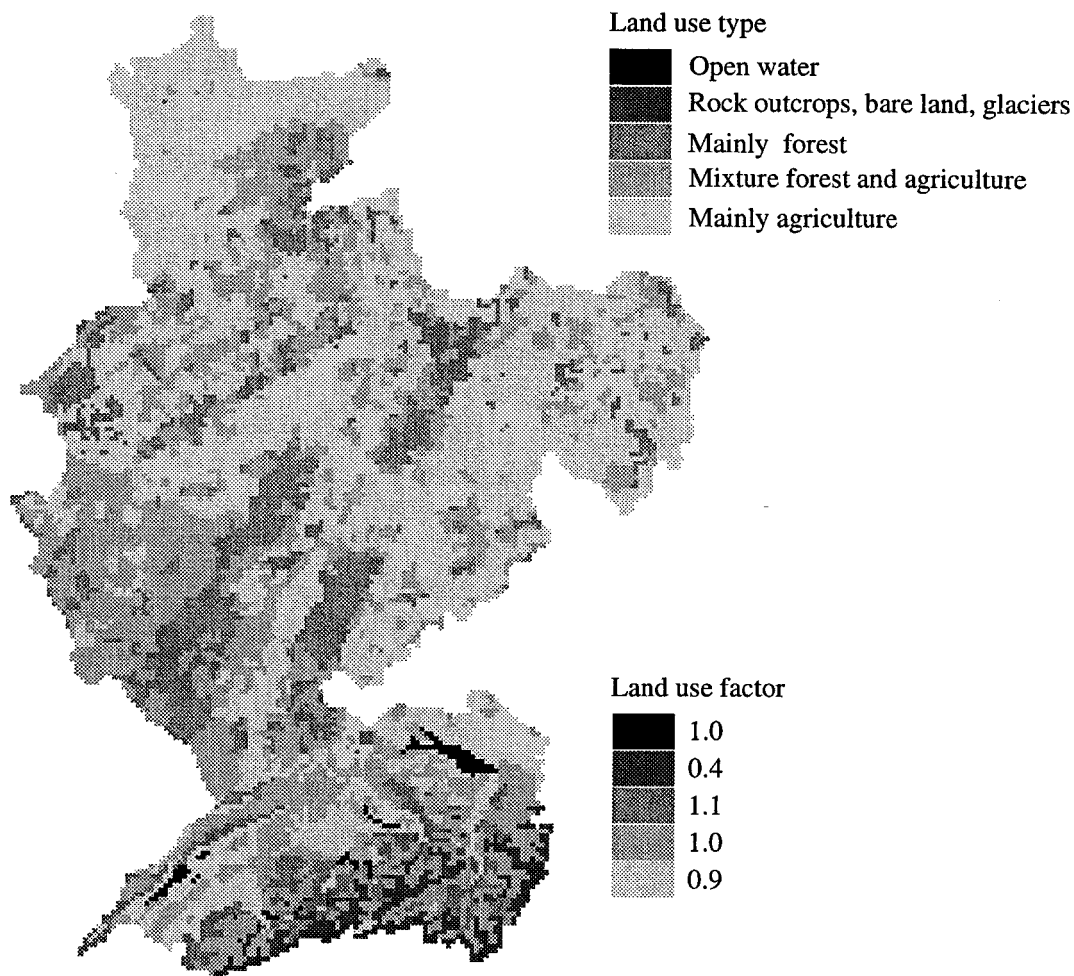 Land use type
Open water
Rock outcrops, bare land, glaciers
Mainly forest
Mixture forest and agriculture
Mainly agriculture
Land use factor
1.0
0.4
1.1
1.0
0.9